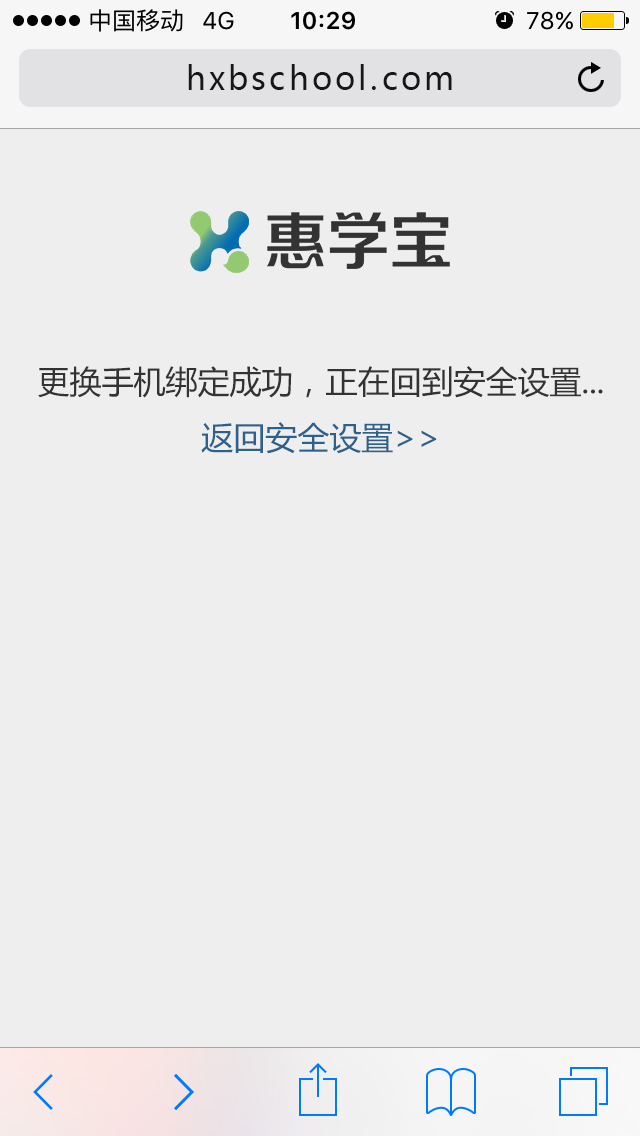 中国移动 4G 10:29 78%
hxbschool.com
惠学宝
更换手机绑定成功，正在回到安全设置...
返回安全设置>>